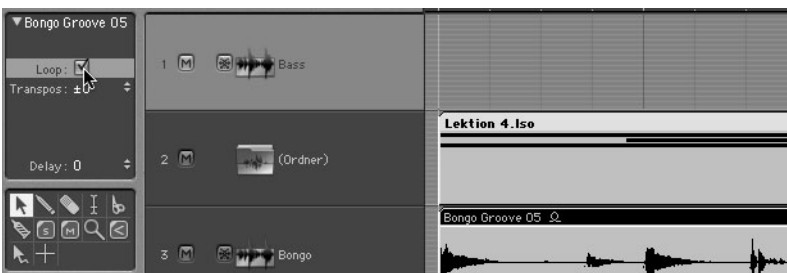 Bongo Groove 05
Loop:
Transpos: ±0
Delay: 0
1 M Bass
2 M (Ordner)
3 M Bongo
Lektion 4.lso
Bongo Groove 05
S M